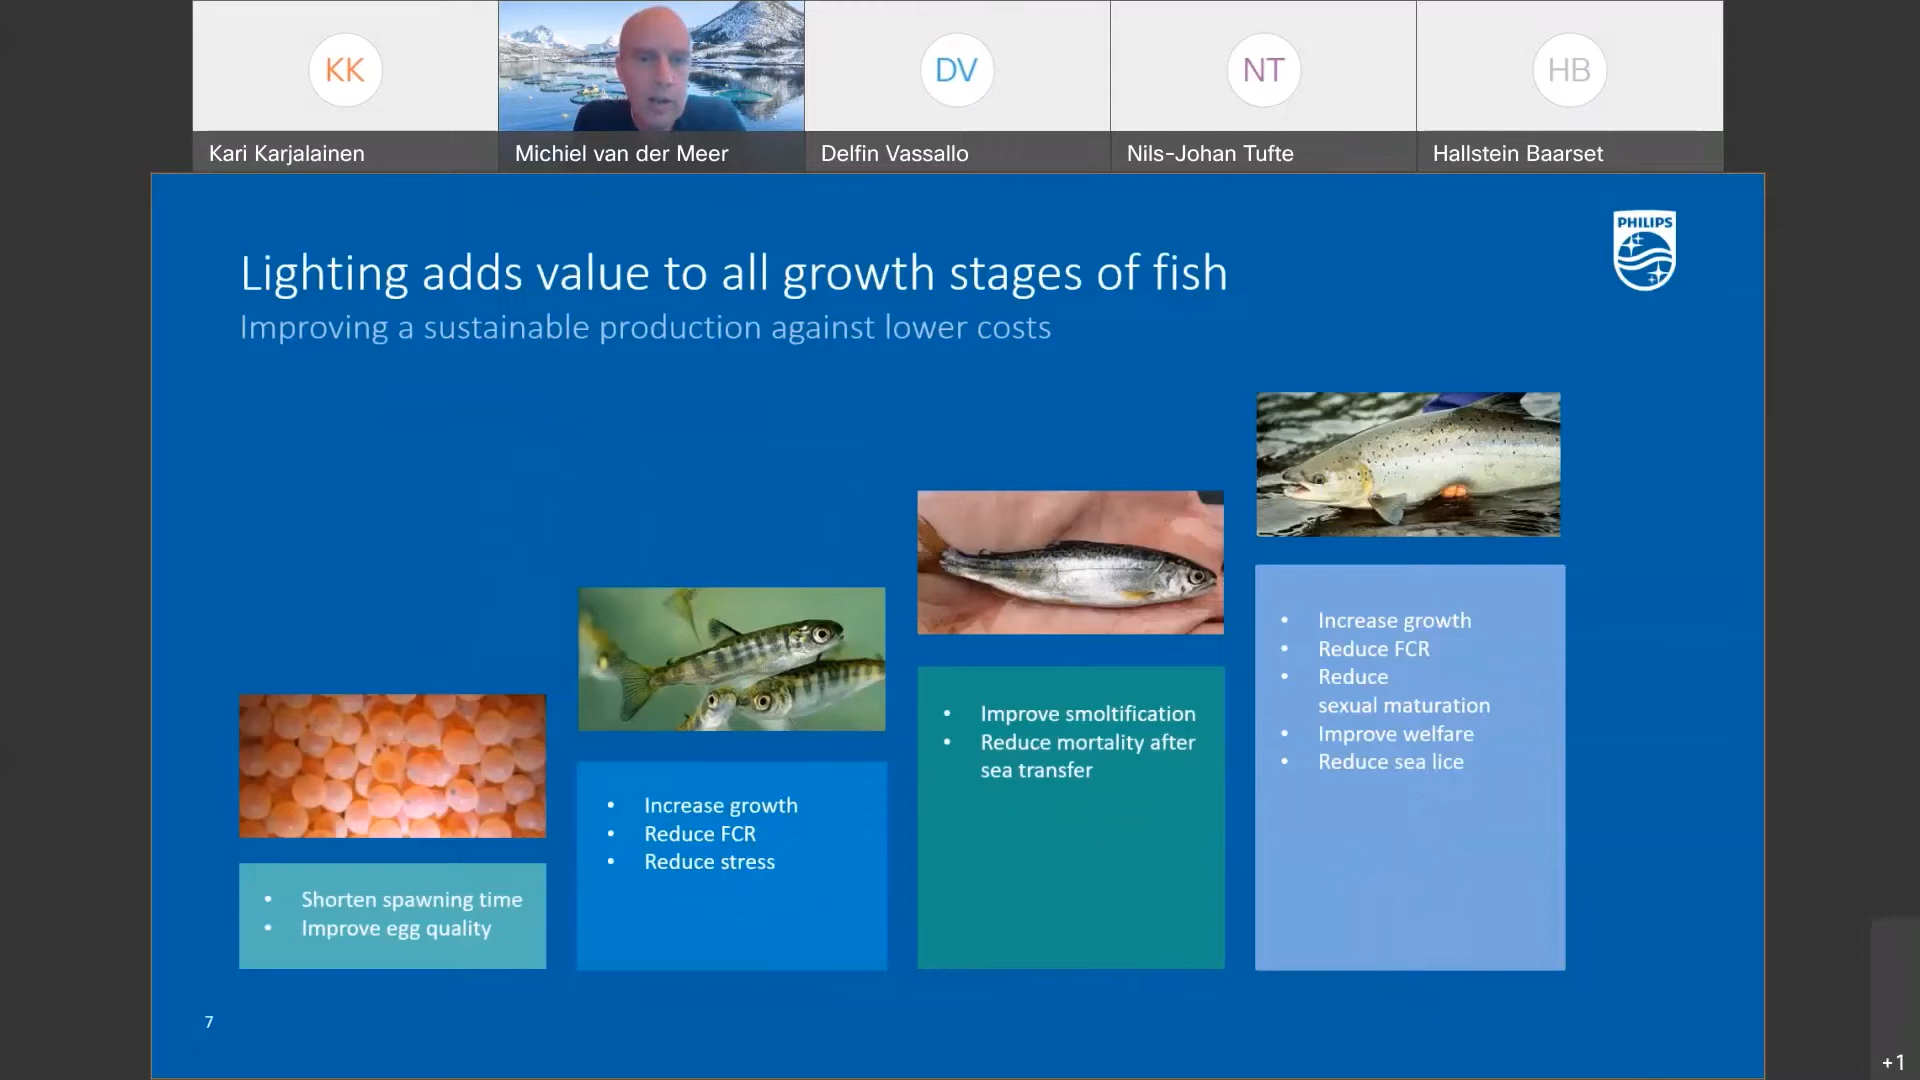 KK
DV
NT
HB
Kari Karjalainen
Michiel van der Meer
Delfin Vassallo
Nils-Johan Tufte
Hallstein Baarset
PHILIPS
Lighting adds value to all growth stages of fish
Improving a sustainable production against lower costs
• Shorten spawning time
• Improve egg quality
• Increase growth
• Reduce FCR
• Reduce stress
• Improve smoltification
• Reduce mortality after
sea transfer
• Increase growth
• Reduce FCR
• Reduce
sexual maturation
• Improve welfare
• Reduce sea lice
7
+1